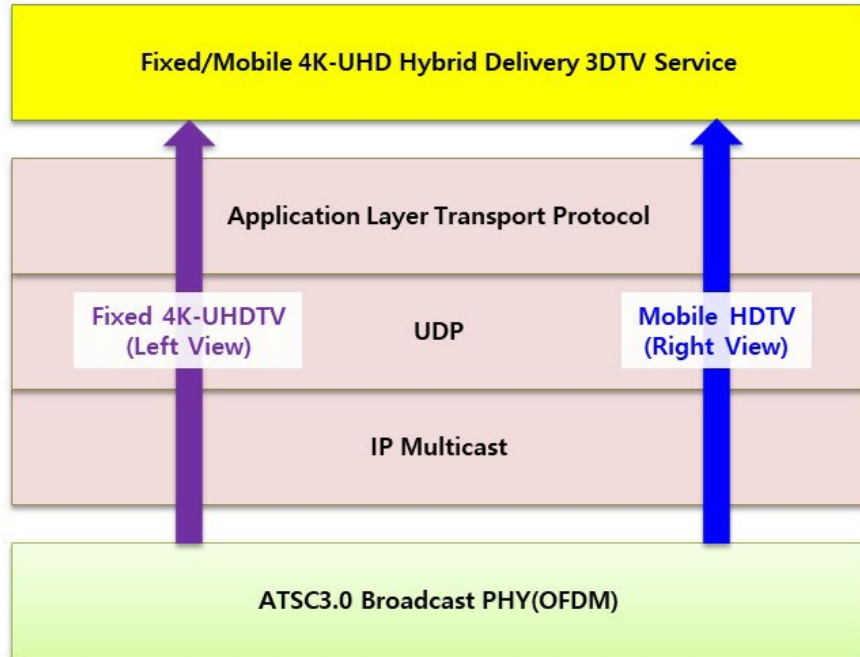 Fixed/Mobile 4K-UHD Hybrid Delivery 3DTV Service
Application Layer Transport Protocol
Fixed 4K-UHDTV
(Left View)
UDP
Mobile HDTV
(Right View)
IP Multicast
ATSC3.0 Broadcast PHY(OFDM)